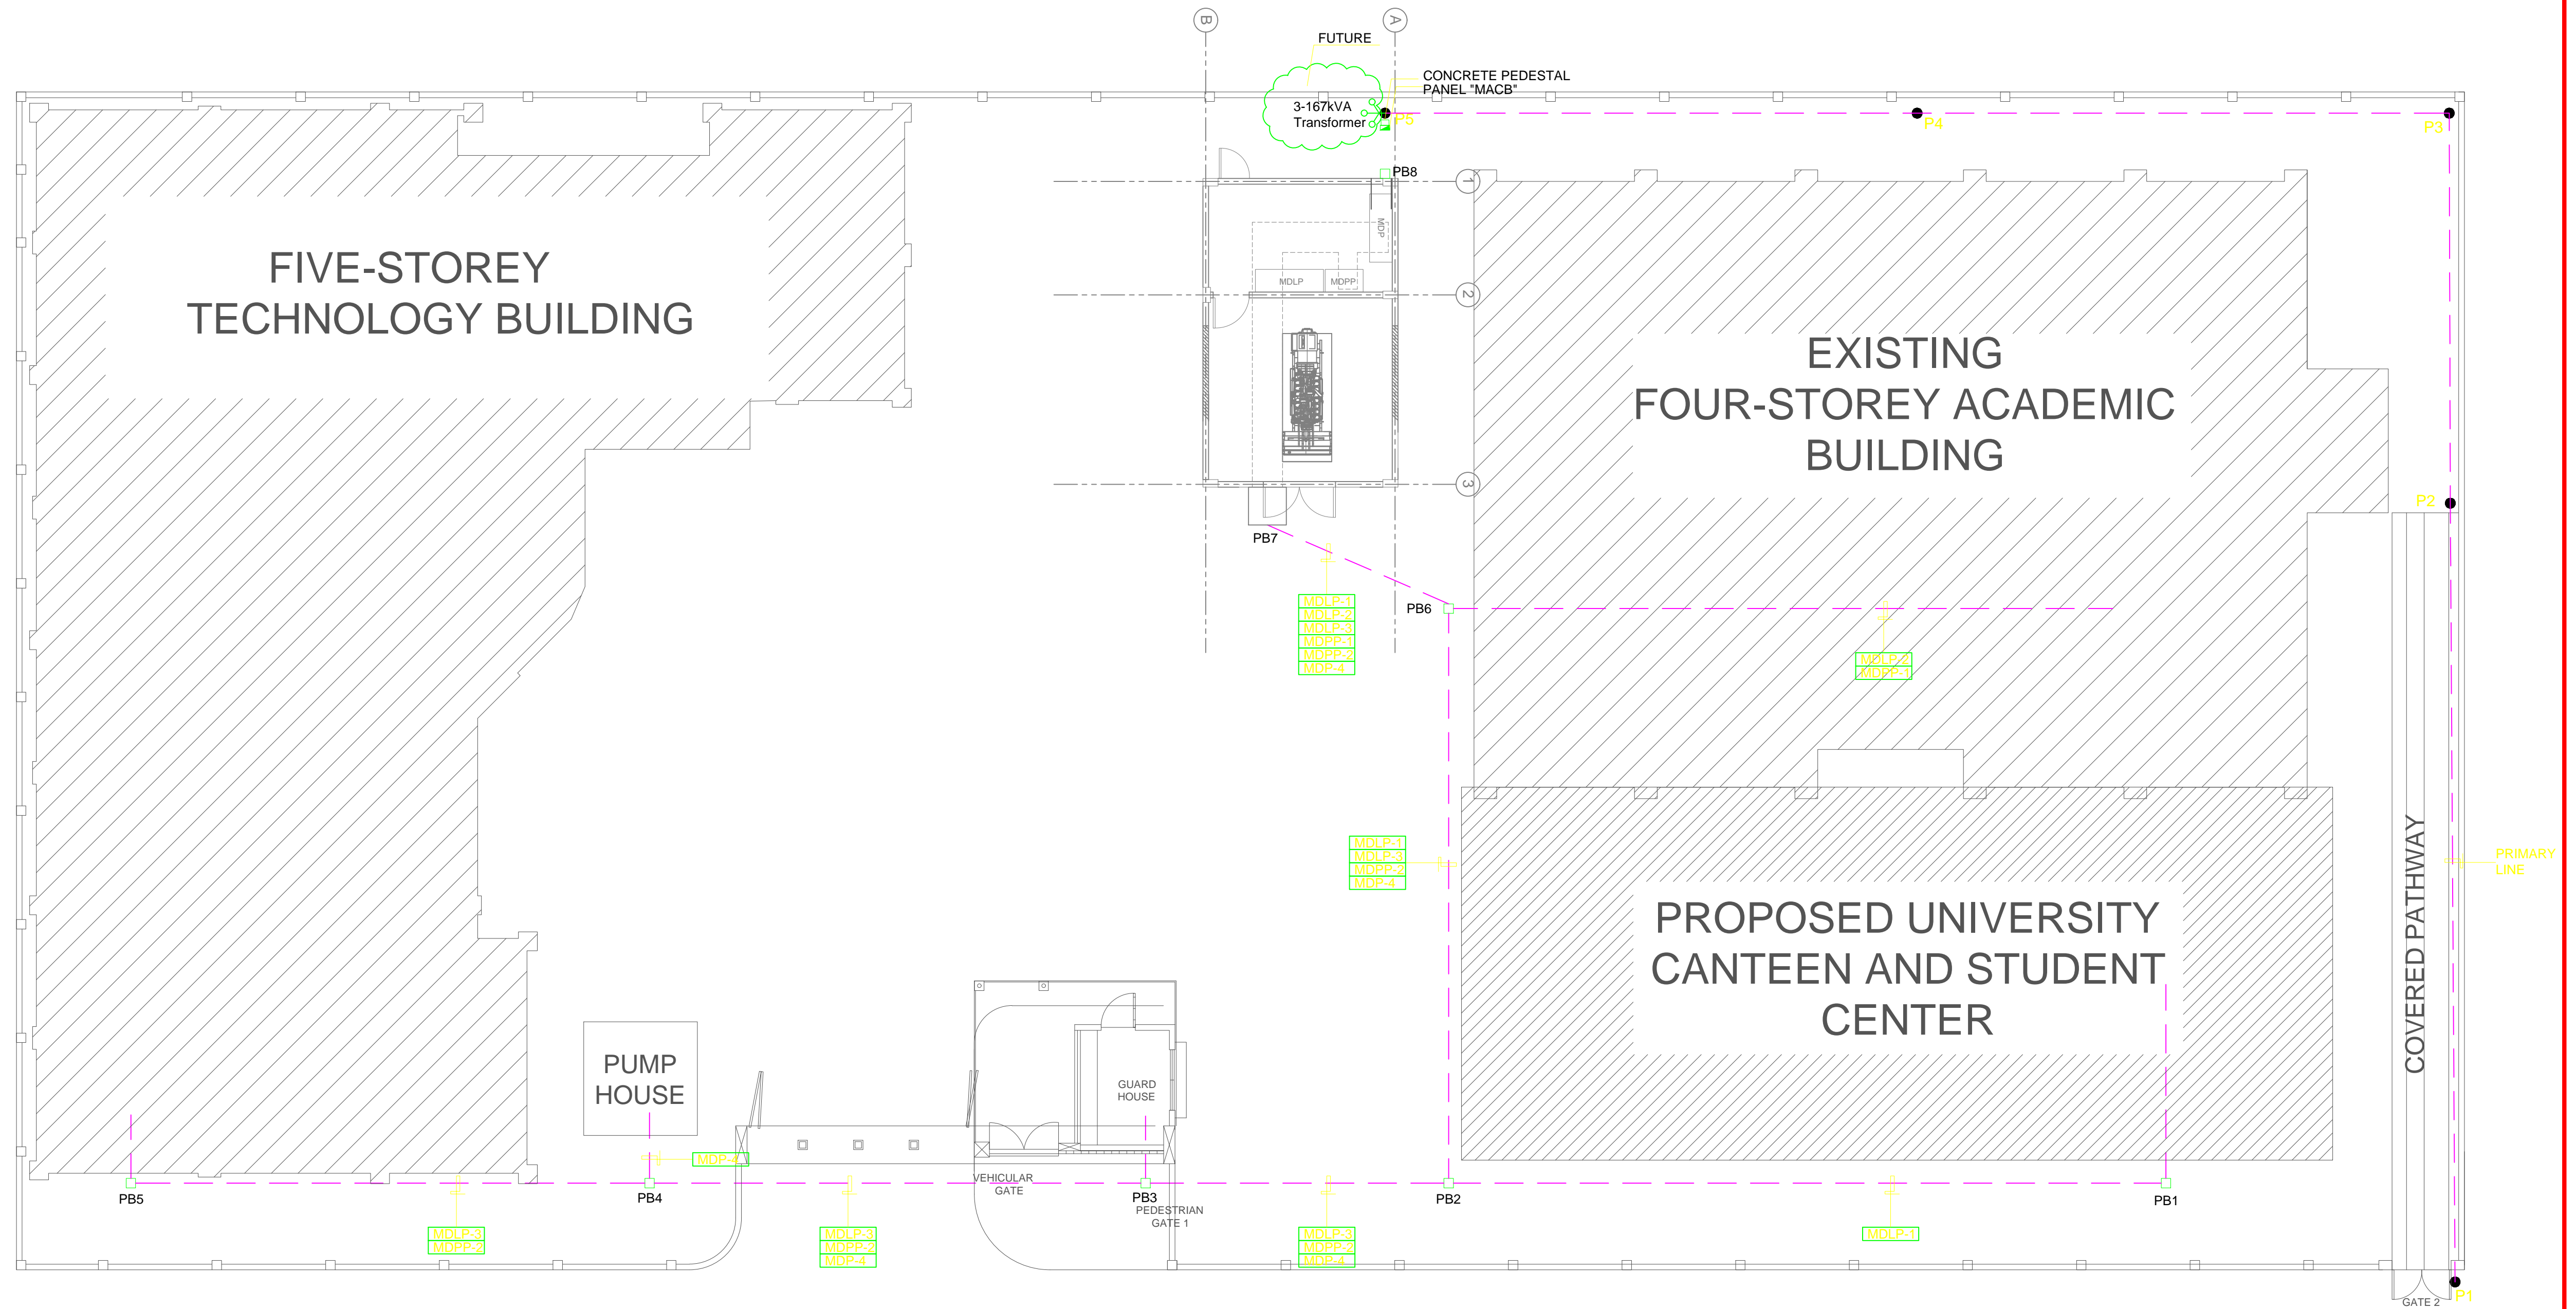 B
A
FUTURE
CONCRETE PEDESTAL
PANEL "MACB"
3-167kVA
Transformer
P5
P4
P3
PB8
1
MDP
FIVE-STOREY
TECHNOLOGY BUILDING
MDLP
MDPP
2
EXISTING
FOUR-STOREY ACADEMIC
BUILDING
3
P2
PB7
PB6
MDLP-1
MDLP-2
MDLP-3
MDPP-1
MDPP-2
MDP-4
MDLP-2
MDPP-1
MDLP-1
MDLP-3
MDPP-2
MDP-4
COVERED PATHWAY
PRIMARY
LINE
PROPOSED UNIVERSITY
CANTEEN AND STUDENT
CENTER
PUMP
HOUSE
GUARD
HOUSE
MDP-4
VEHICULAR
GATE
PB5
PB4
PB3
PB2
PB1
PEDESTRIAN
GATE 1
MDLP-3
MDPP-2
MDLP-3
MDPP-2
MDP-4
MDLP-3
MDPP-2
MDP-4
MDLP-1
GATE 2
P1